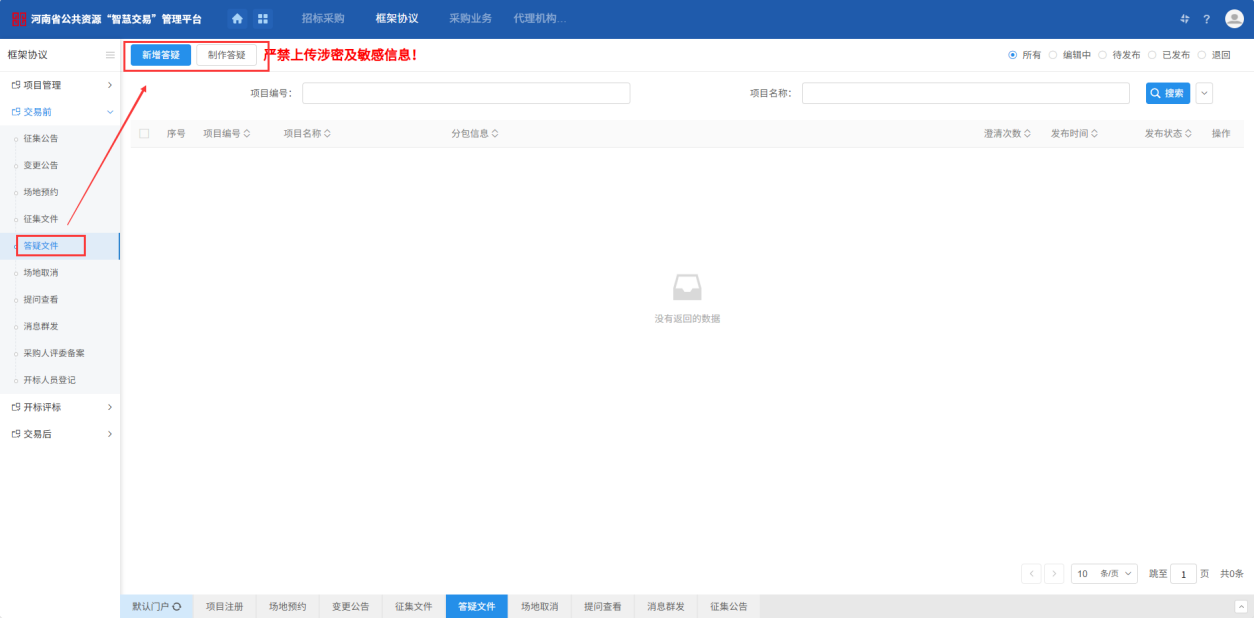 河南省公共资源“智慧交易”管理平台 招标采购 框架协议 采购业务 代理机构... ?
框架协议
新增答疑 制作答疑 严禁上传涉密及敏感信息！ 所有 编辑中 待发布 已发布 退回
项目管理
项目编号： 项目名称： 搜索
交易前
序号 项目编号 项目名称 分包信息 澄清次数 发布时间 发布状态 操作
征集公告
变更公告
场地预约
征集文件
答疑文件
场地取消
提问查看
没有返回的数据
消息群发
采购人评委备案
开标人员登记
开标评标
交易后
10 条/页 跳至 1 页 共0条
默认门户 项目注册 场地预约 变更公告 征集文件 答疑文件 场地取消 提问查看 消息群发 征集公告